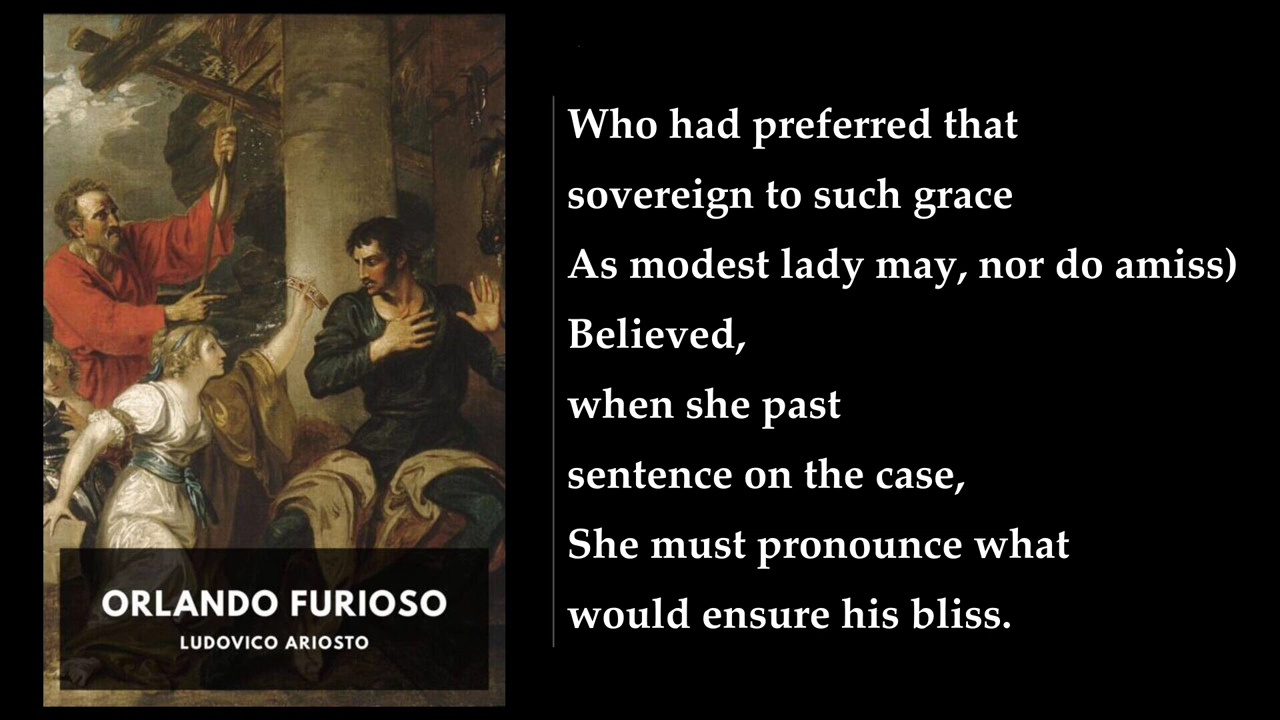 ORLANDO FURIOSO
LUDOVICO ARIOSTO
Who had preferred that
sovereign to such grace
As modest lady may, nor do amiss)
Believed,
when she past
sentence on the case,
She must pronounce what
would ensure his bliss.